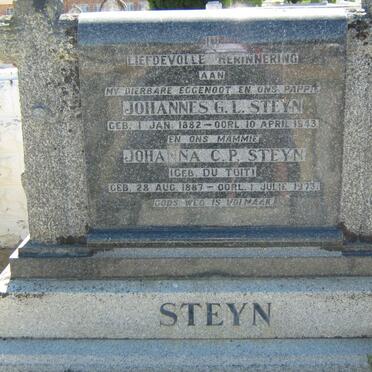 IN
LIEFDEVOLLE HERINNERING
AAN
MY DIERBARE EGGENOOT EN ONS PAPPIE
JOHANNES G. L. STEYN
GEB. 1 JAN. 1882 – OORL. 10 APRIL 1943.
EN ONS MAMMIE
JOHANNA C. P. STEYN
(GEB. DU TOIT)
GEB. 28 AUG. 1887 – OORL. 1 JULIE 1973.
GODS WEG IS VOLMAAK
STEYN